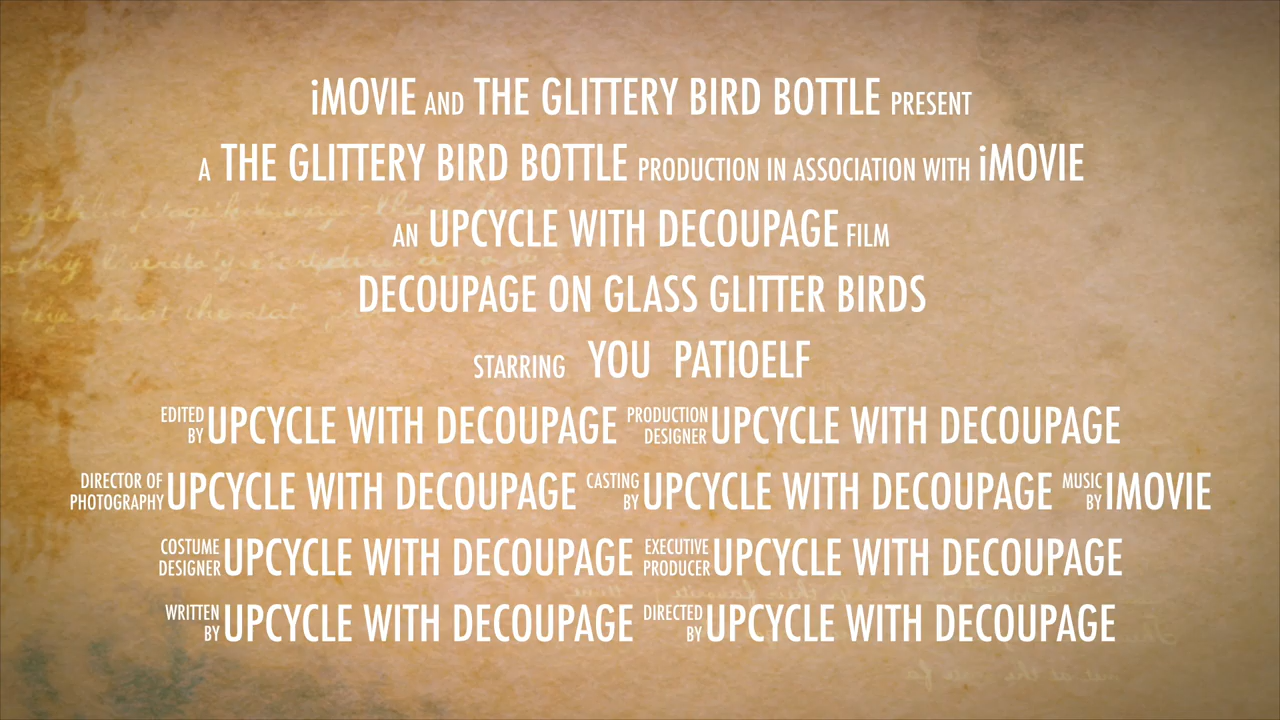 iMOVIE AND THE GLITTERY BIRD BOTTLE PRESENT
A THE GLITTERY BIRD BOTTLE PRODUCTION IN ASSOCIATION WITH iMOVIE
AN UPCYCLE WITH DECOUPAGE FILM
DECOUPAGE ON GLASS GLITTER BIRDS
STARRING YOU PATIOELF
EDITED BY UPCYCLE WITH DECOUPAGE PRODUCTION DESIGNER UPCYCLE WITH DECOUPAGE
DIRECTOR OF PHOTOGRAPHY UPCYCLE WITH DECOUPAGE CASTING BY UPCYCLE WITH DECOUPAGE MUSIC BY IMOVIE
COSTUME DESIGNER UPCYCLE WITH DECOUPAGE EXECUTIVE PRODUCER UPCYCLE WITH DECOUPAGE
WRITTEN BY UPCYCLE WITH DECOUPAGE DIRECTED BY UPCYCLE WITH DECOUPAGE